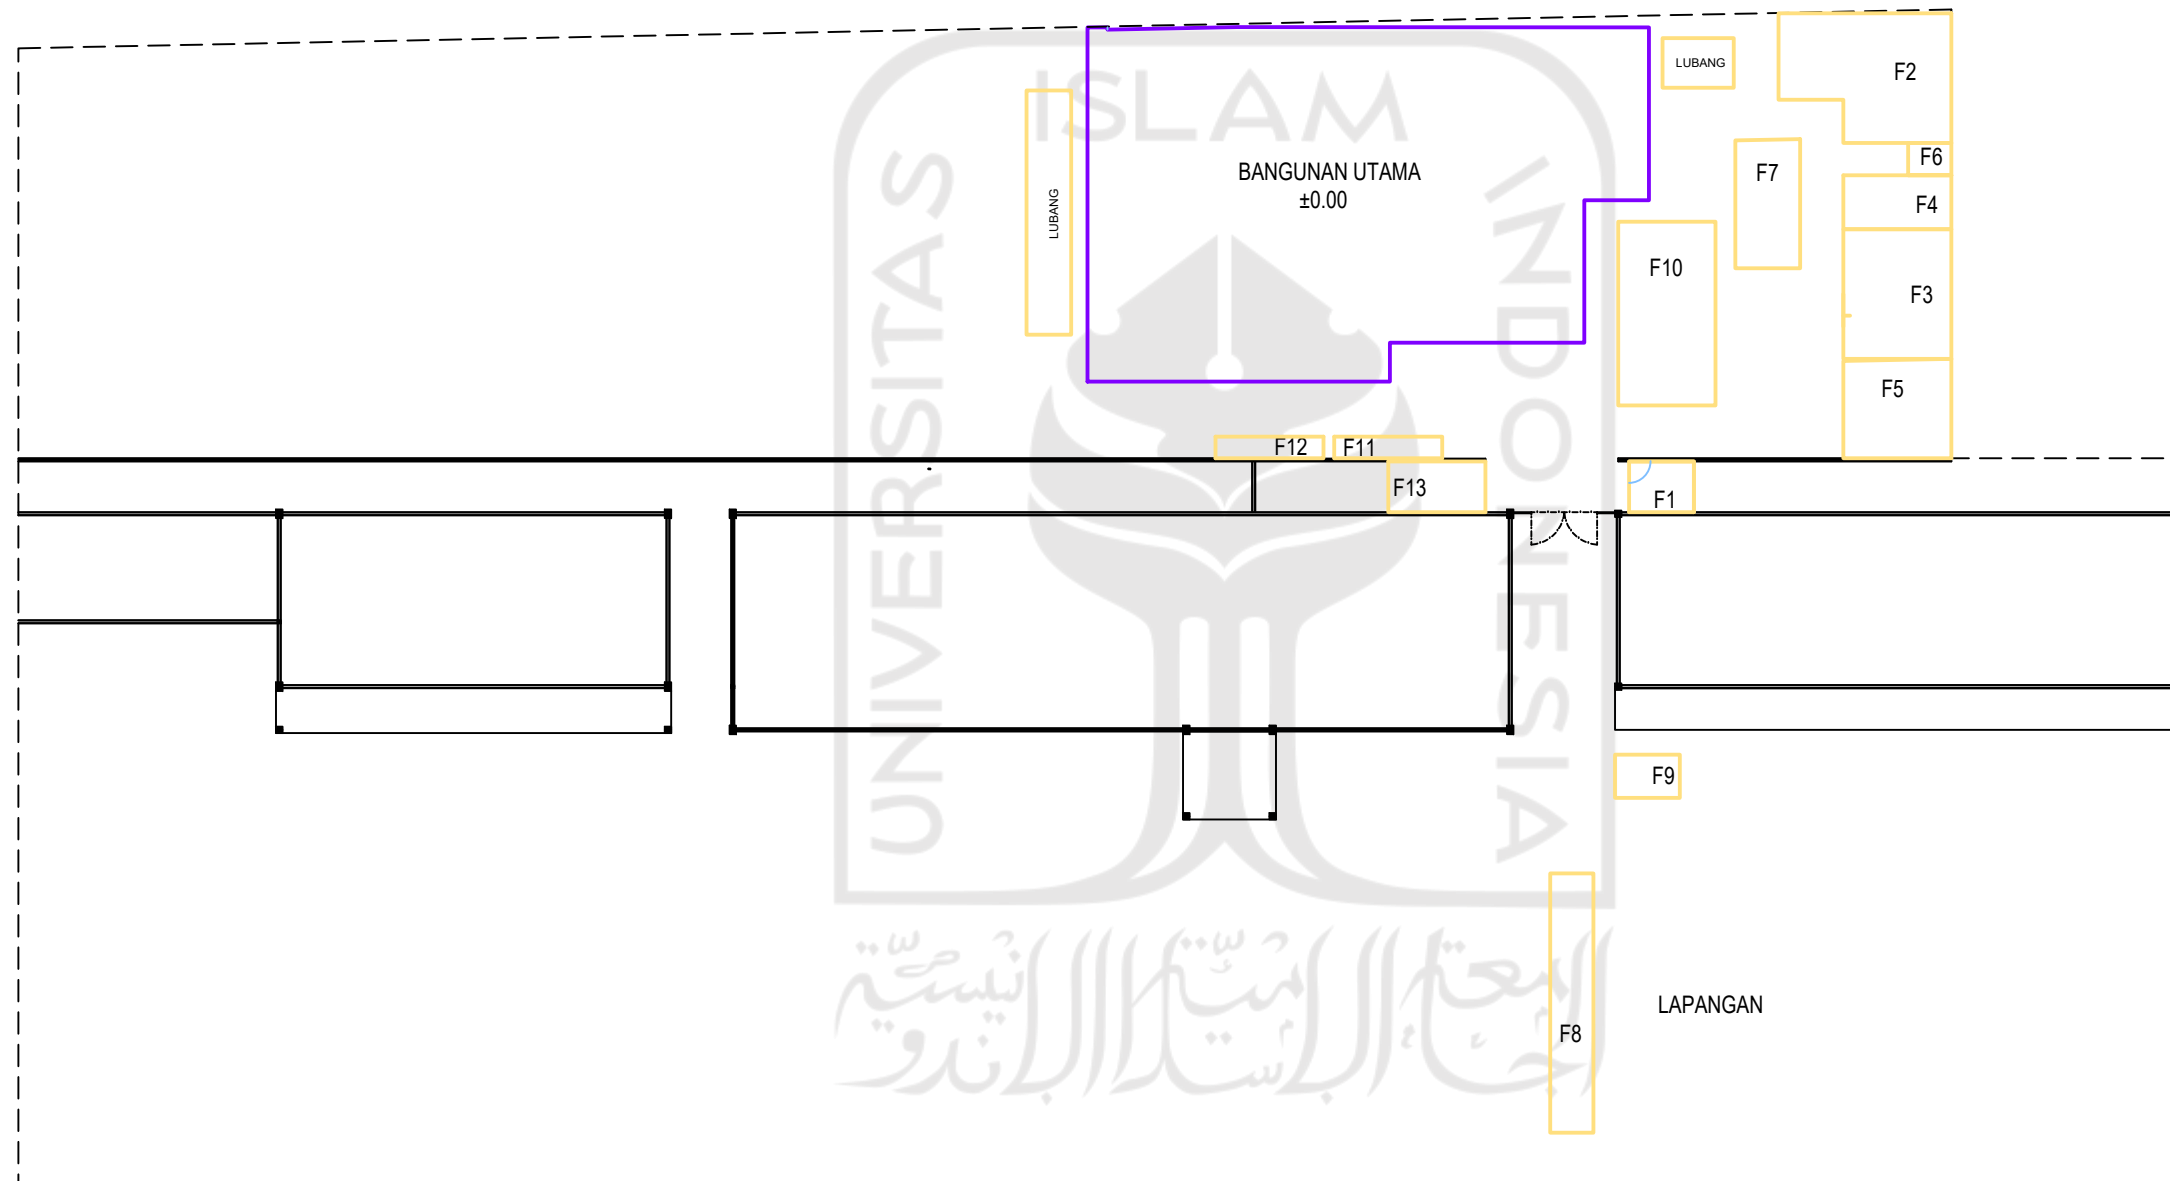 ISLAM
UNIVERSITAS
INDONESIA
LUBANG
F2
BANGUNAN UTAMA
±0.00
F7
F6
LUBANG
F4
F10
F3
F5
F12
F11
F13
F1
F9
LAPANGAN
F8